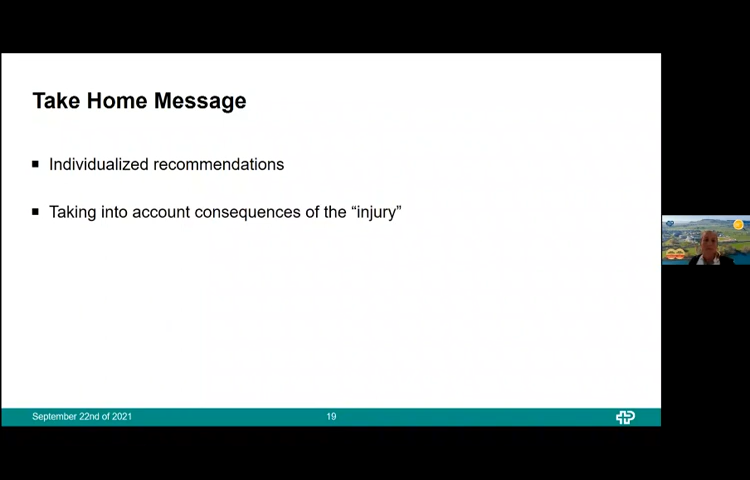 Take Home Message
Individualized recommendations
Taking into account consequences of the “injury”
September 22nd of 2021
19